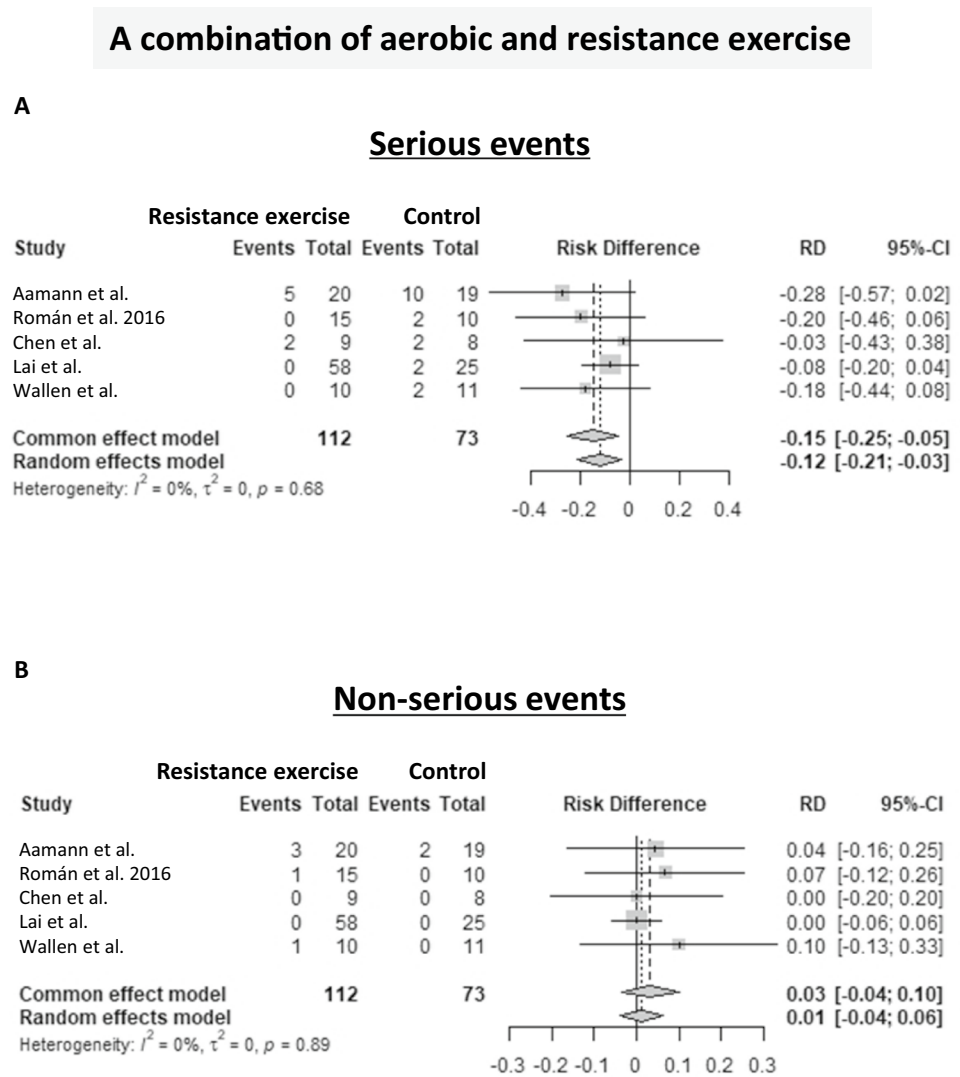 A combination of aerobic and resistance exercise
A
Serious events
Resistance exercise Control
Study Events Total Events Total Risk Difference RD 95%-CI
Aamann et al. 5 20 10 19 -0.28 [-0.57; 0.02]
Román et al. 2016 0 15 2 10 -0.20 [-0.46; 0.06]
Chen et al. 2 9 2 8 -0.03 [-0.43; 0.38]
Lai et al. 0 58 2 25 -0.08 [-0.20; 0.04]
Wallen et al. 0 10 2 11 -0.18 [-0.44; 0.08]
Common effect model 112 73 -0.15 [-0.25; -0.05]
Random effects model -0.12 [-0.21; -0.03]
Heterogeneity: I² = 0%, τ² = 0, p = 0.68
-0.4 -0.2 0 0.2 0.4
B
Non-serious events
Resistance exercise Control
Study Events Total Events Total Risk Difference RD 95%-CI
Aamann et al. 3 20 2 19 0.04 [-0.16; 0.25]
Román et al. 2016 1 15 0 10 0.07 [-0.12; 0.26]
Chen et al. 0 9 0 8 0.00 [-0.20; 0.20]
Lai et al. 0 58 0 25 0.00 [-0.06; 0.06]
Wallen et al. 1 10 0 11 0.10 [-0.13; 0.33]
Common effect model 112 73 0.03 [-0.04; 0.10]
Random effects model 0.01 [-0.04; 0.06]
Heterogeneity: I² = 0%, τ² = 0, p = 0.89
-0.3 -0.2 -0.1 0 0.1 0.2 0.3